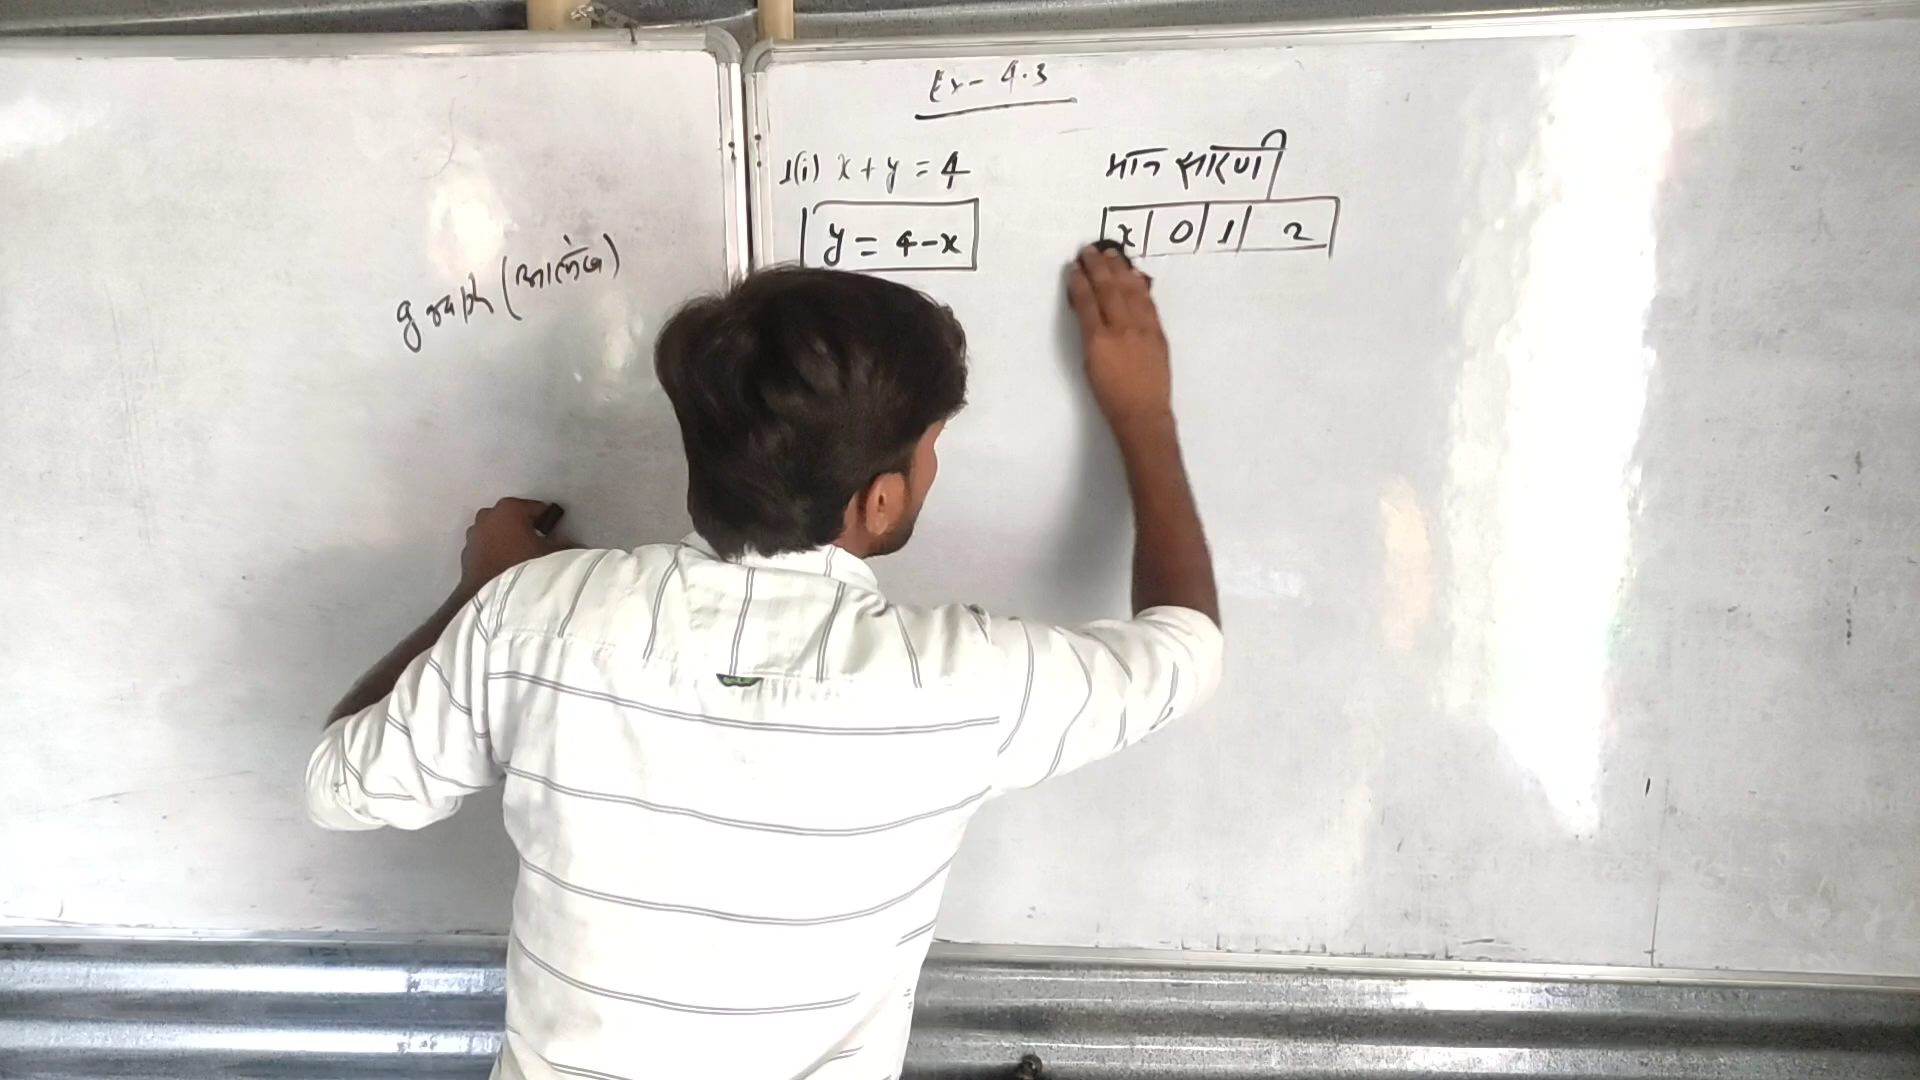 Ex- 4.3
1(i) x + y = 4
y = 4-x
मान सारणी
x 0 1 2
graph (आलेख)